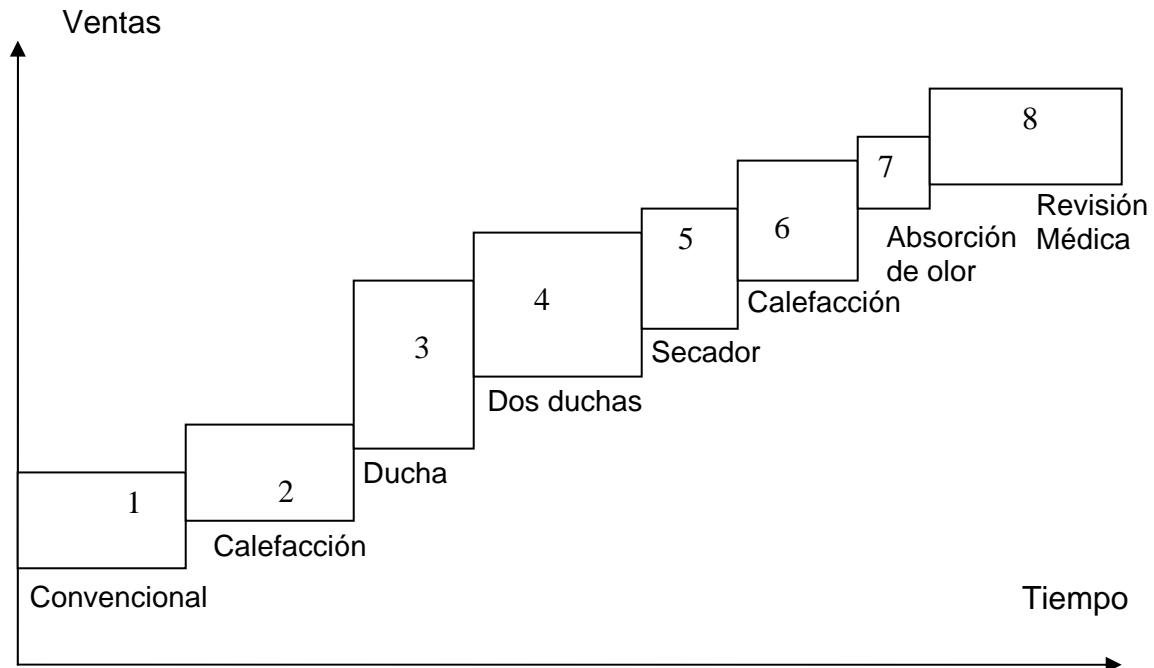 Ventas
8
7
Revisión
Médica
5
6
Absorción
de olor
4
Calefacción
3
Secador
Dos duchas
Ducha
1
2
Calefacción
Convencional
Tiempo